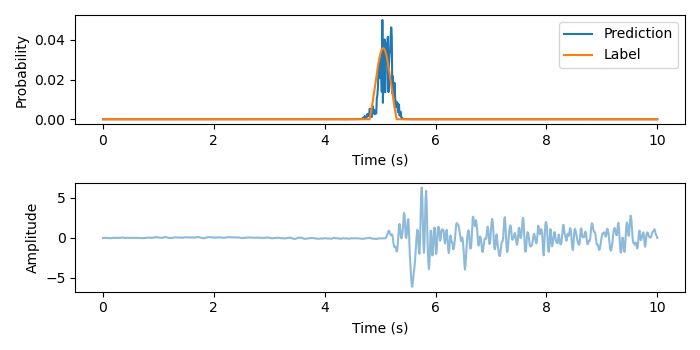 Probability
0.04
0.02
0.00
Prediction
Label
0 2 4 6 8 10
Time (s)
Amplitude
5
0
−5
0 2 4 6 8 10
Time (s)